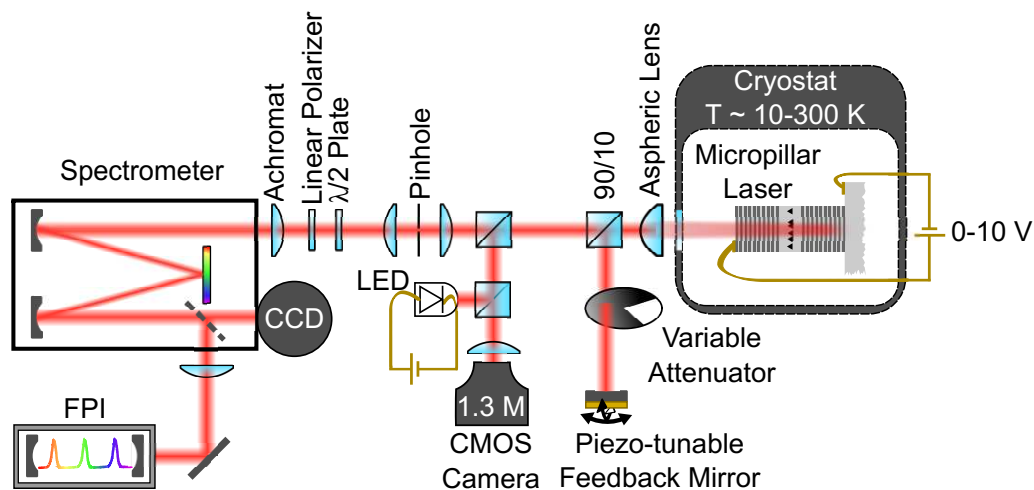 Spectrometer
Achromat
Linear Polarizer
λ/2 Plate
Pinhole
90/10
Aspheric Lens
Cryostat
T ~ 10-300 K
Micropillar
Laser
0-10 V
LED
CCD
Variable
Attenuator
FPI
1.3 M
CMOS
Camera
Piezo-tunable
Feedback Mirror